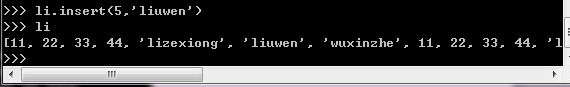 >>> li.insert(5,'liuwen')
>>> li
[11, 22, 33, 44, 'lizexiong', 'liuwen', 'wuxinzhe', 11, 22, 33, 44, 'l
>>>